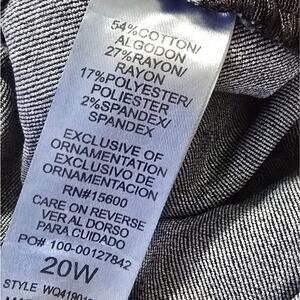 54% COTTON/
ALGODON
27% RAYON/
RAYON
17% POLYESTER/
POLIESTER
2% SPANDEX/
SPANDEX
EXCLUSIVE OF
ORNAMENTATION
EXCLUSIVO DE
ORNAMENTACION
RN#15600
CARE ON REVERSE
VER AL DORSO
PARA CUIDADO
PO# 100-00127842
20W
STYLE